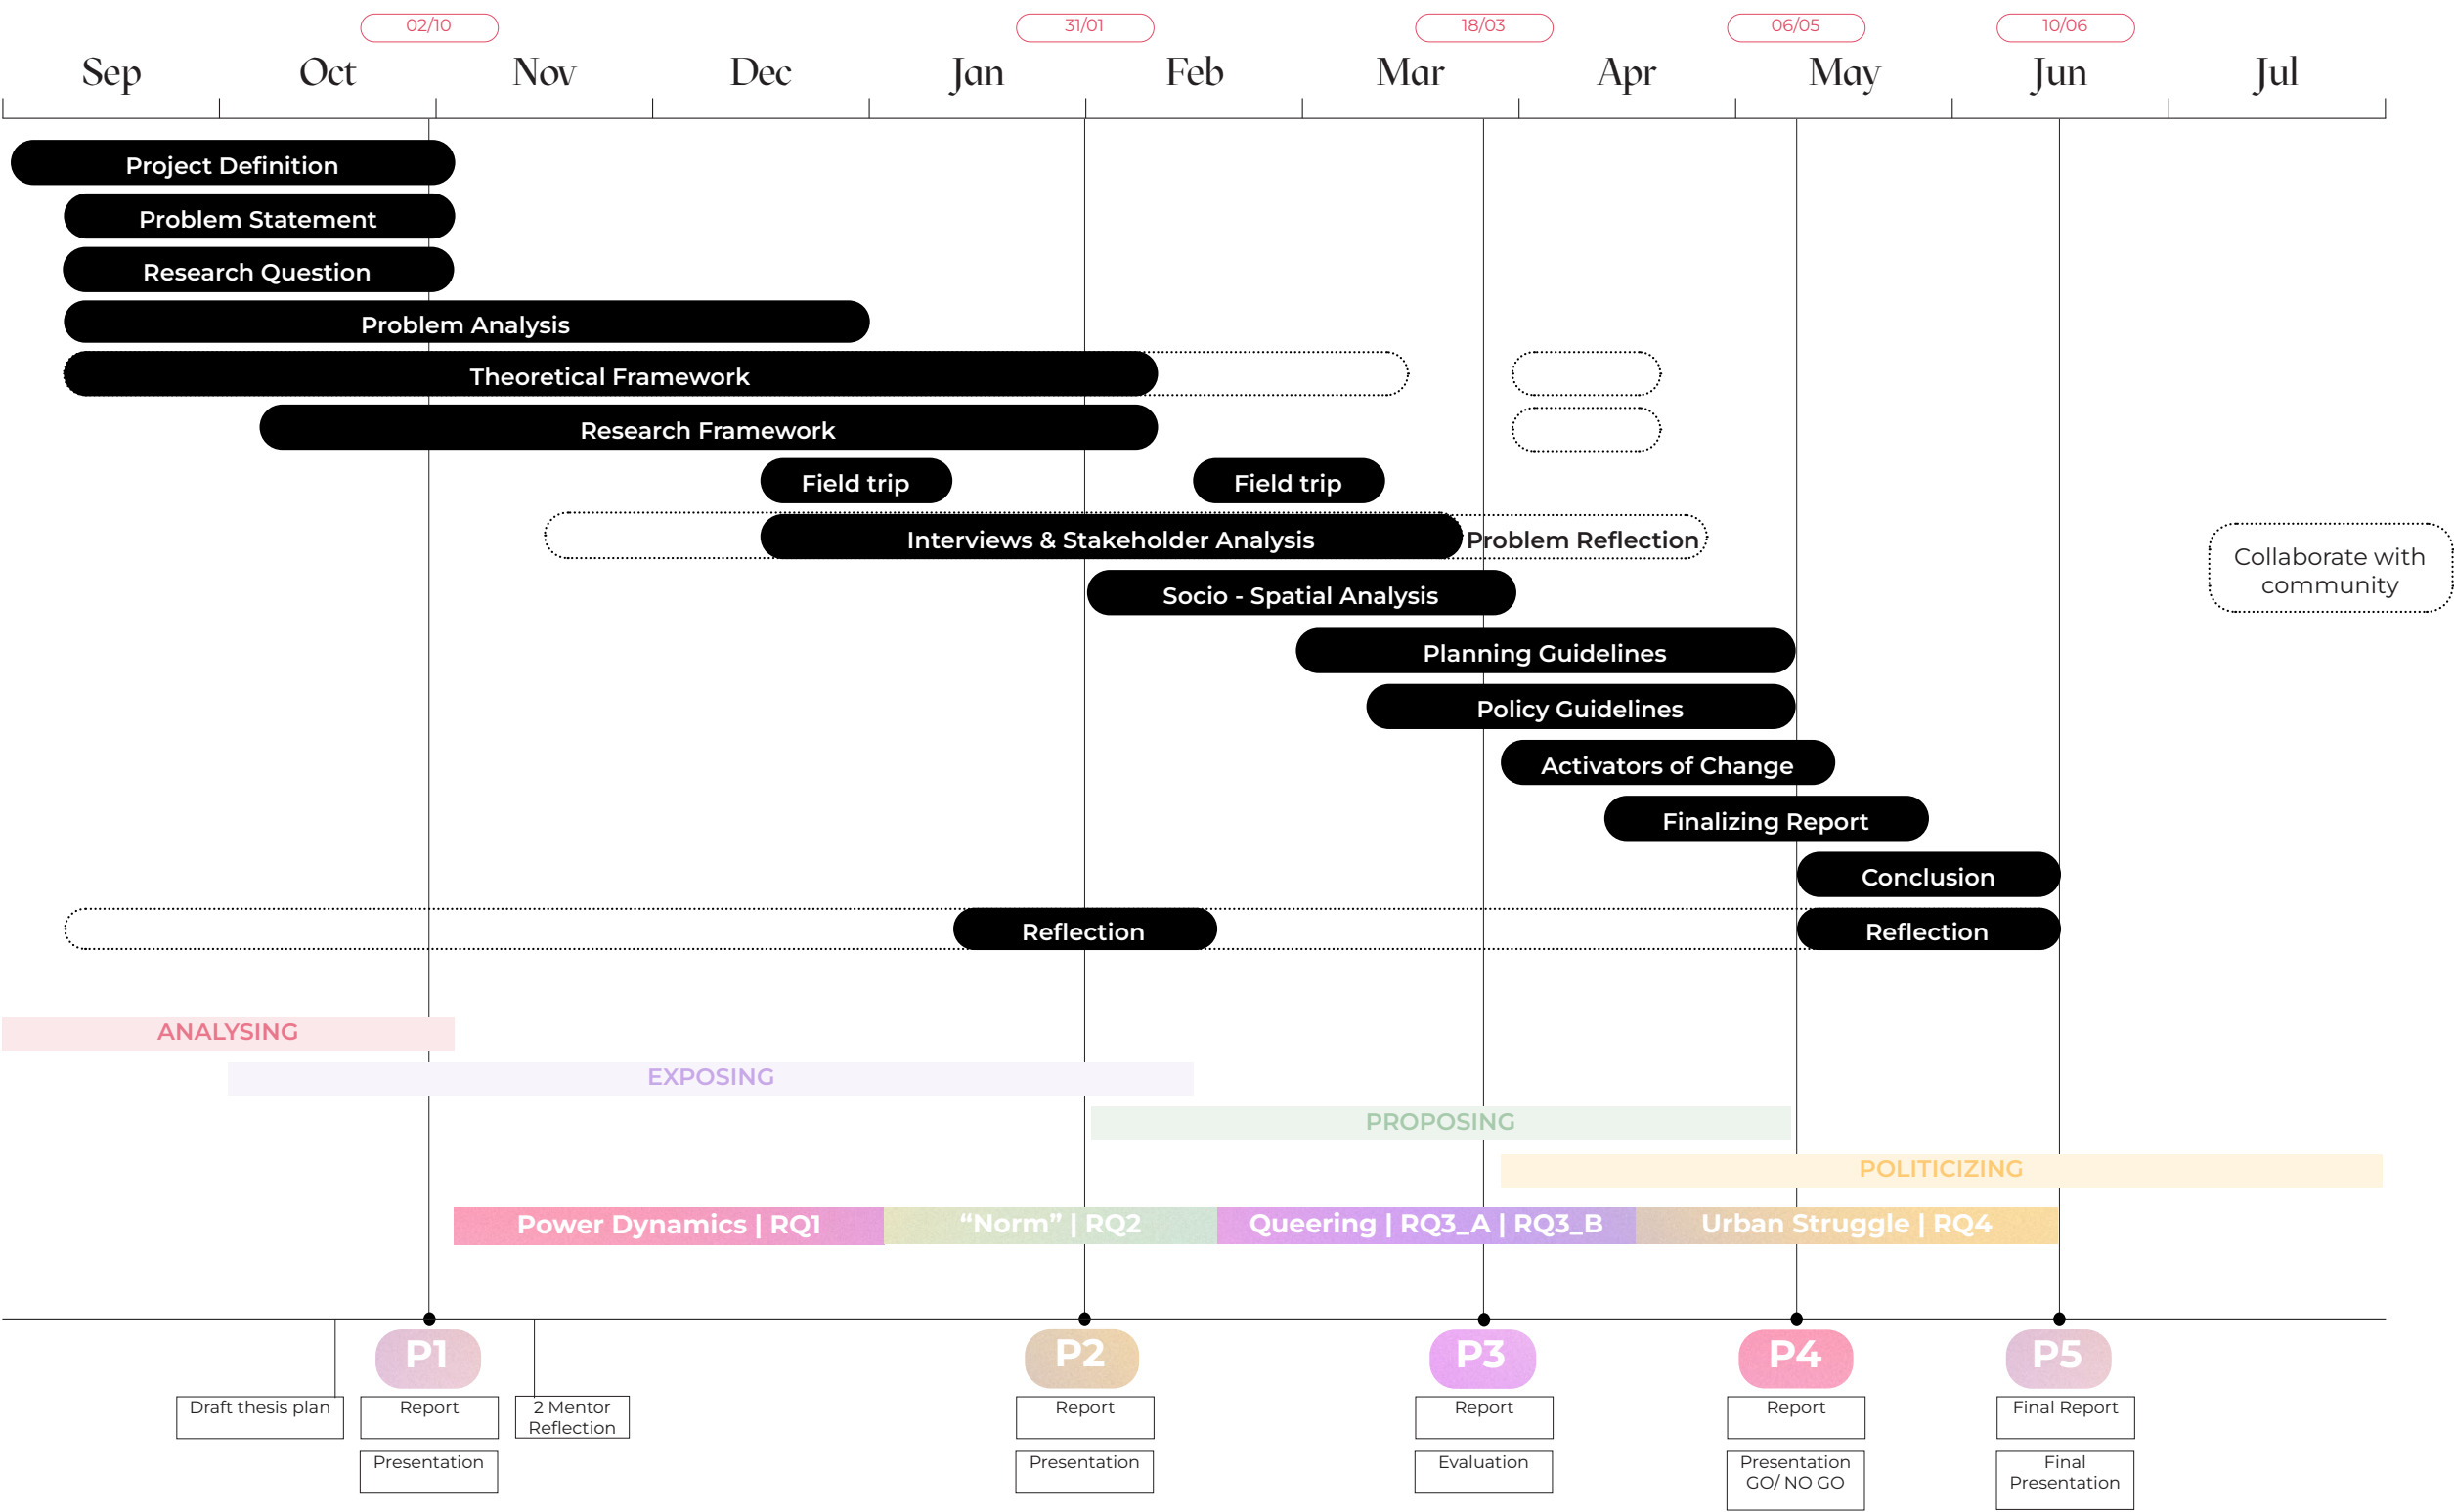 02/10
31/01
18/03
06/05
10/06
Sep
Oct
Nov
Dec
Jan
Feb
Mar
Apr
May
Jun
Jul
Project Definition
Problem Statement
Research Question
Problem Analysis
Theoretical Framework
Research Framework
Field trip
Field trip
Interviews & Stakeholder Analysis
Problem Reflection
Collaborate with
community
Socio - Spatial Analysis
Planning Guidelines
Policy Guidelines
Activators of Change
Finalizing Report
Conclusion
Reflection
Reflection
ANALYSING
EXPOSING
PROPOSING
POLITICIZING
Power Dynamics | RQ1
“Norm” | RQ2
Queering | RQ3_A | RQ3_B
Urban Struggle | RQ4
P1
P2
P3
P4
P5
Draft thesis plan
Report
2 Mentor
Reflection
Report
Report
Report
Final Report
Presentation
Presentation
Evaluation
Presentation
GO/ NO GO
Final
Presentation